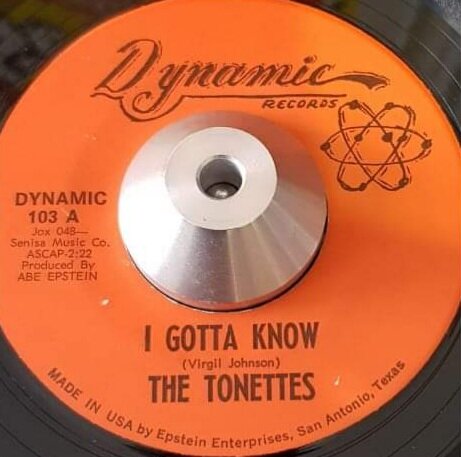 Dynamic
RECORDS
DYNAMIC
103 A
Jox 048—
Senisa Music Co.
ASCAP-2:22
Produced By
ABE EPSTEIN
I GOTTA KNOW
(Virgil Johnson)
THE TONETTES
MADE IN USA by Epstein Enterprises, San Antonio, Texas